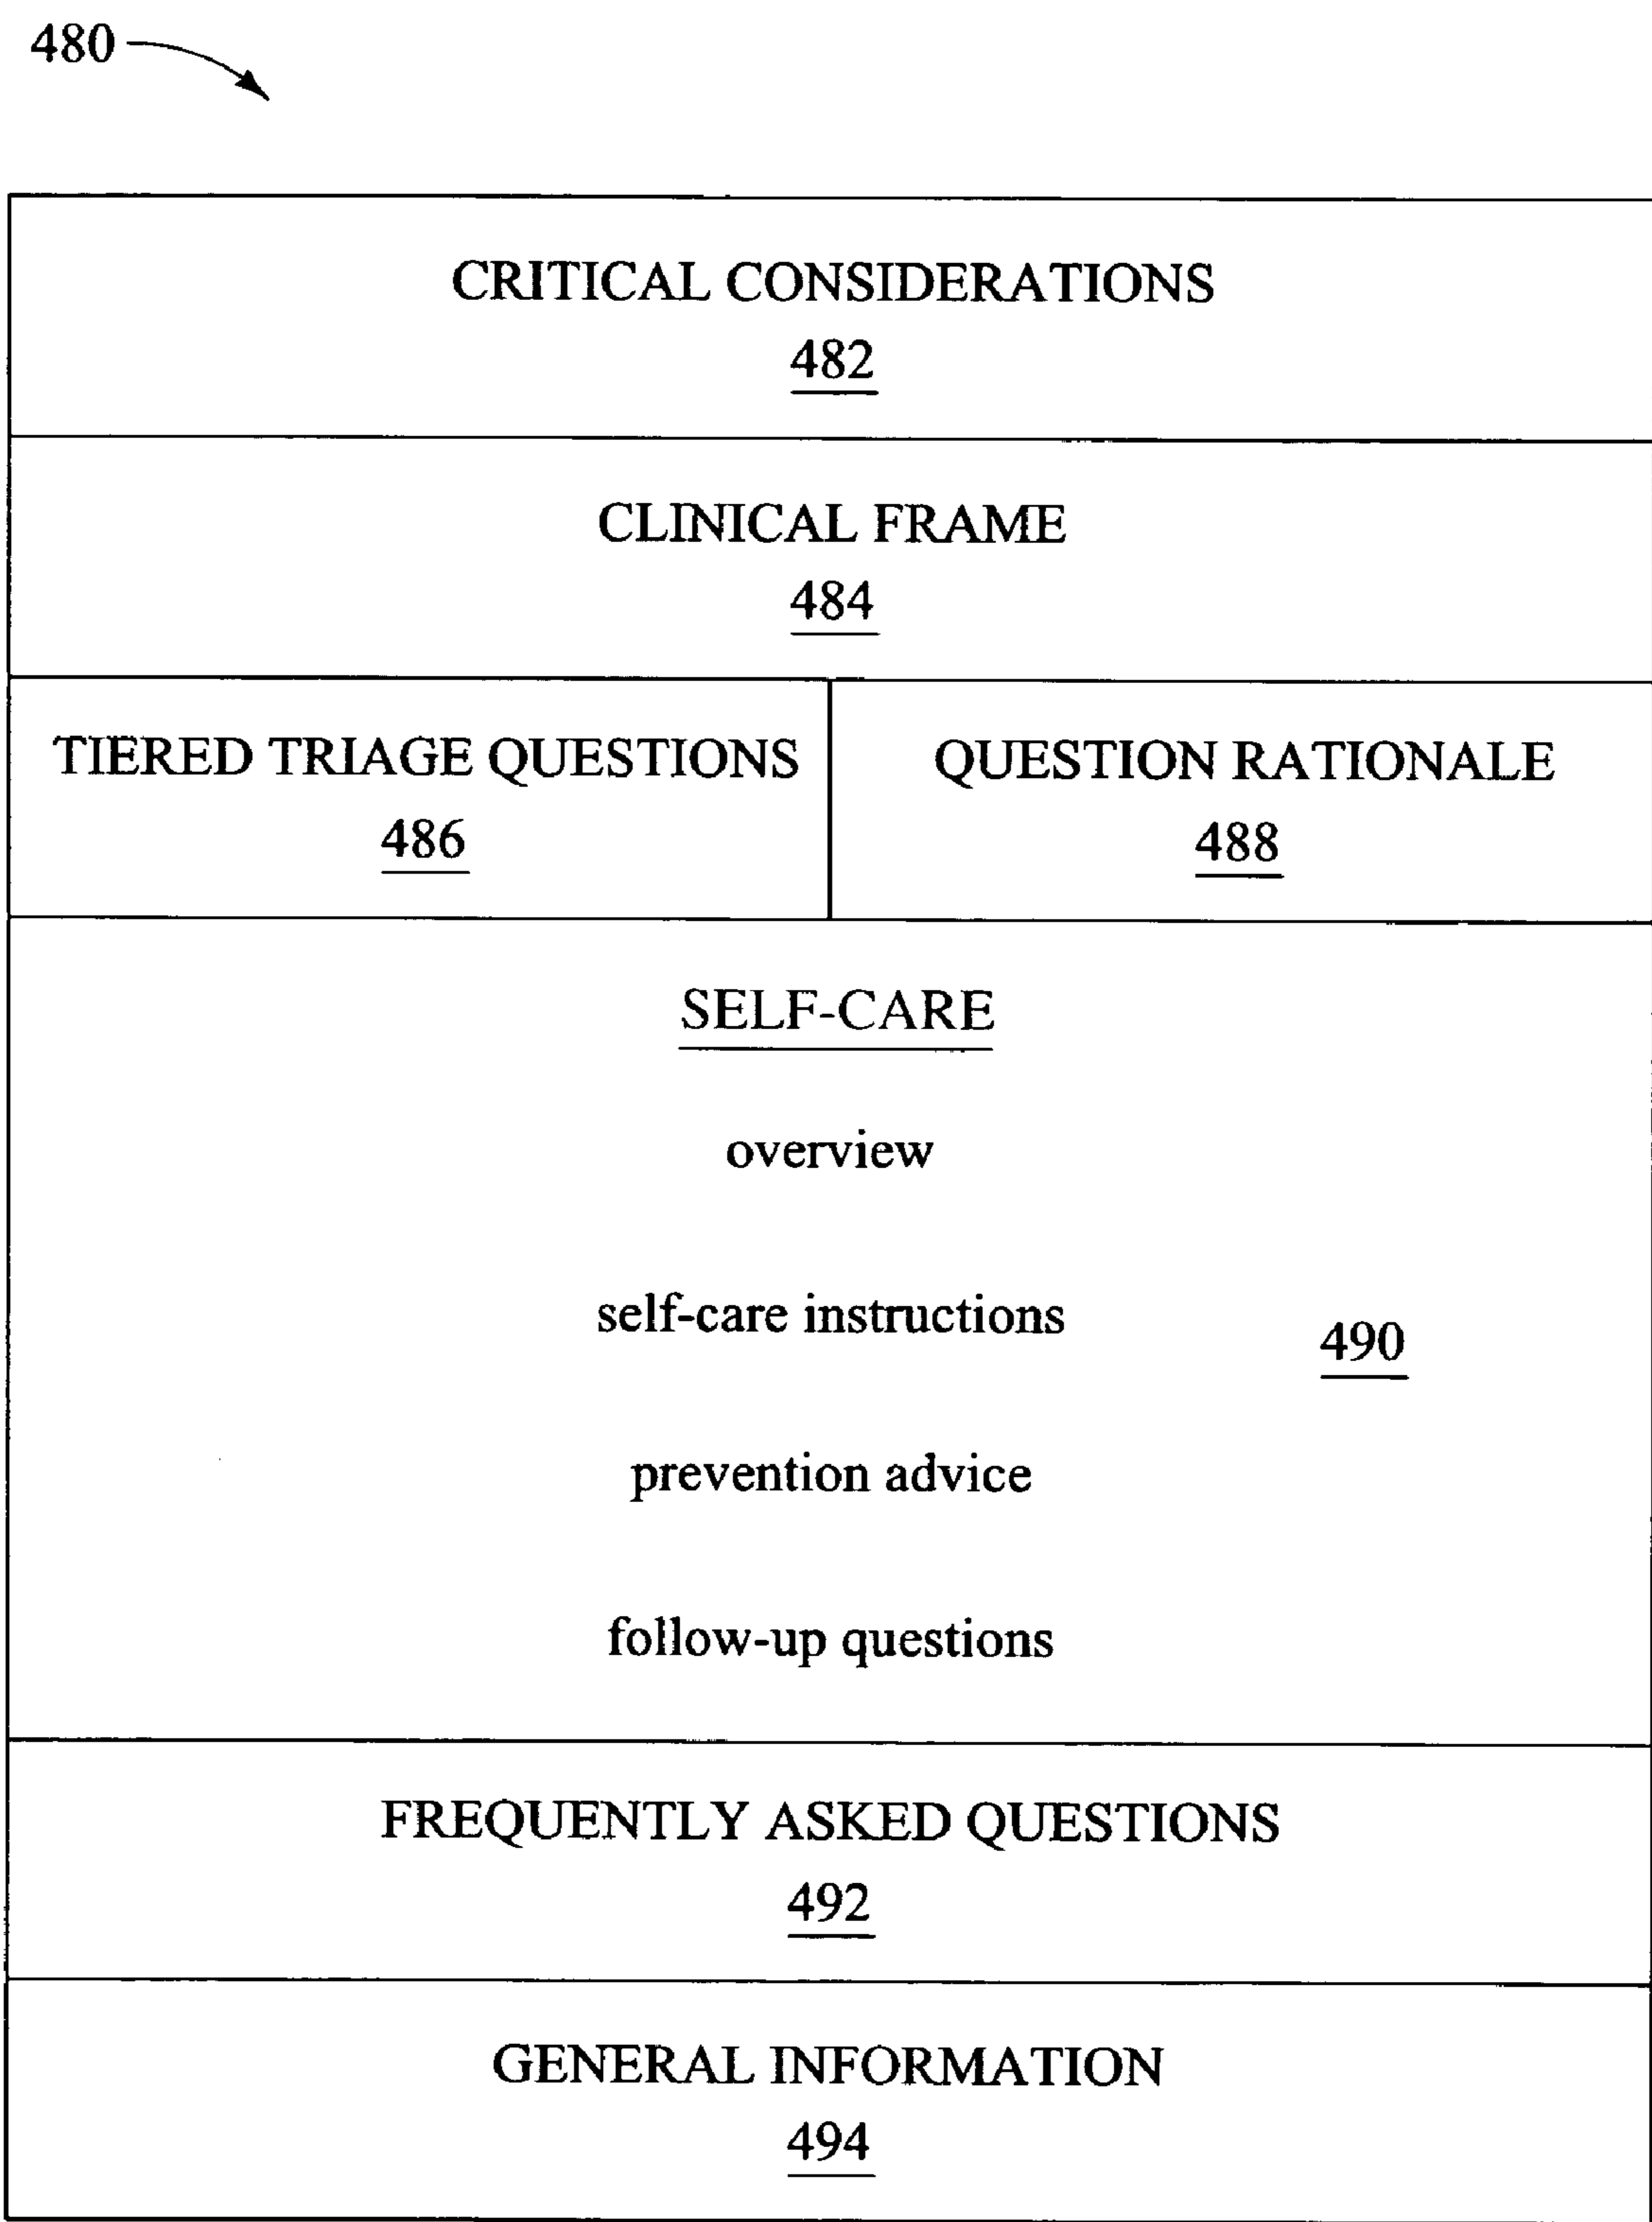 480
CRITICAL CONSIDERATIONS
482
CLINICAL FRAME
484
TIERED TRIAGE QUESTIONS
486
QUESTION RATIONALE
488
SELF-CARE
overview
self-care instructions
490
prevention advice
follow-up questions
FREQUENTLY ASKED QUESTIONS
492
GENERAL INFORMATION
494